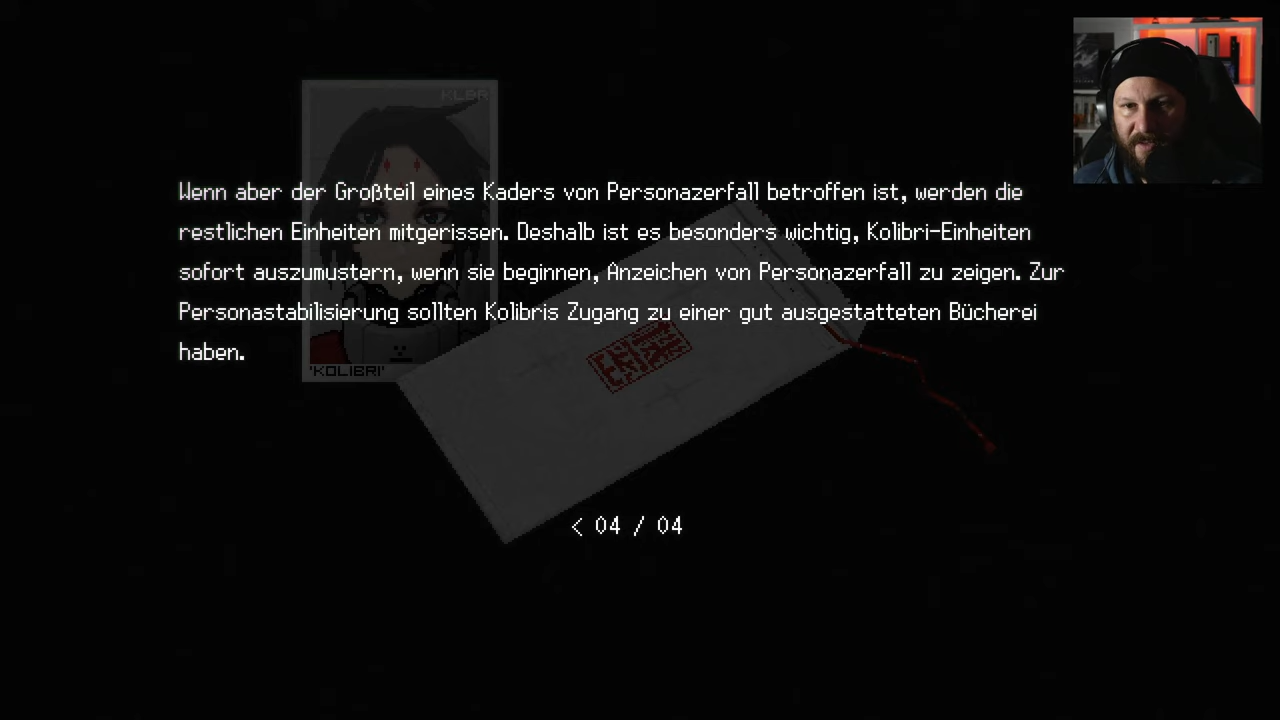 KLBR
Wenn aber der Großteil eines Kaders von Personazerfall betroffen ist, werden die
restlichen Einheiten mitgerissen. Deshalb ist es besonders wichtig, Kolibri-Einheiten
sofort auszumustern, wenn sie beginnen, Anzeichen von Personazerfall zu zeigen. Zur
Personastabilisierung sollten Kolibris Zugang zu einer gut ausgestatteten Bücherei
haben.
'KOLIBRI'
< 04 / 04